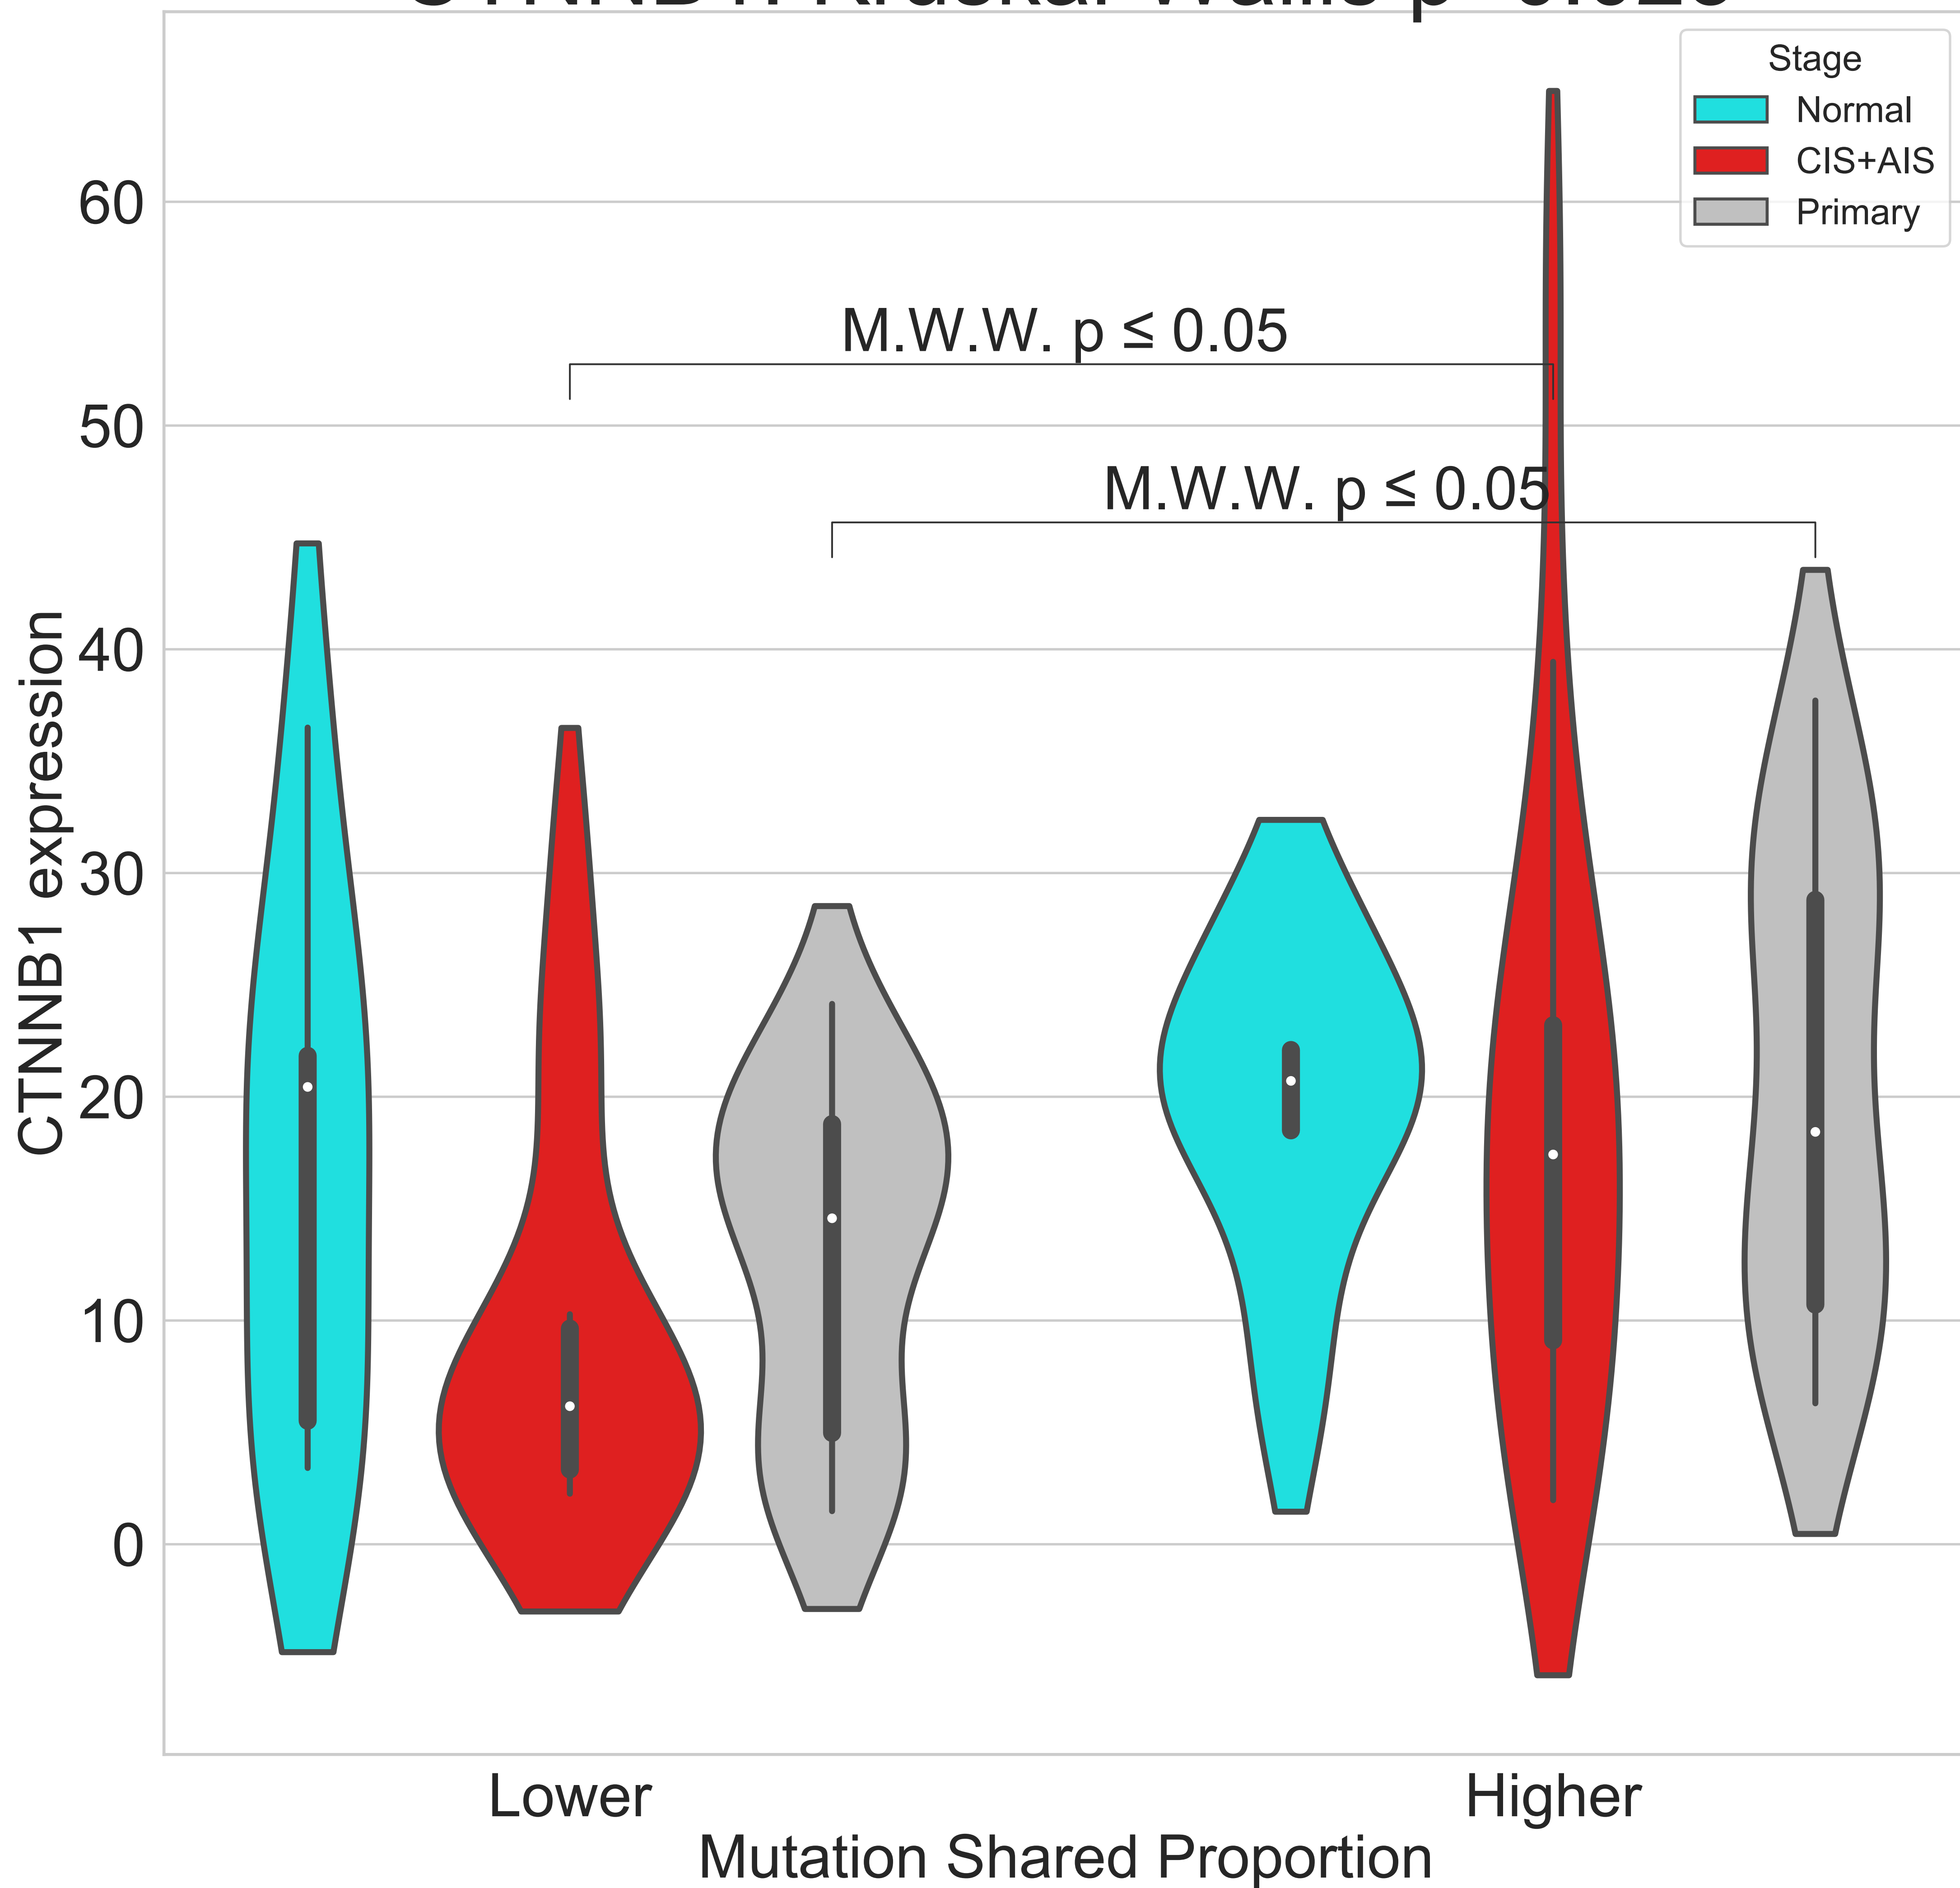 Stage
Normal
CIS+AIS
Primary
60
50
40
30
20
10
0
CTNNB1 expression
M.W.W. p ≤ 0.05
M.W.W. p ≤ 0.05
Lower
Higher
Mutation Shared Proportion